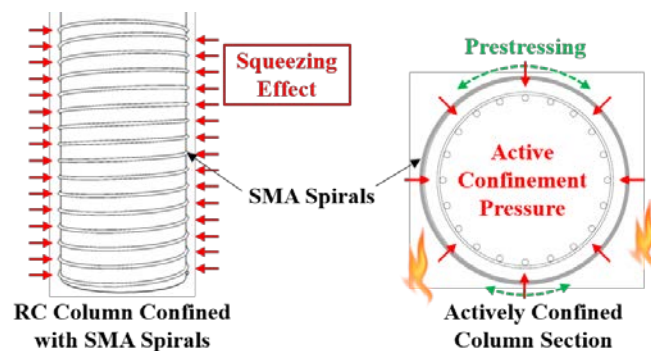 Squeezing
Effect
SMA Spirals
RC Column Confined
with SMA Spirals
Prestressing
Active
Confinement
Pressure
Actively Confined
Column Section